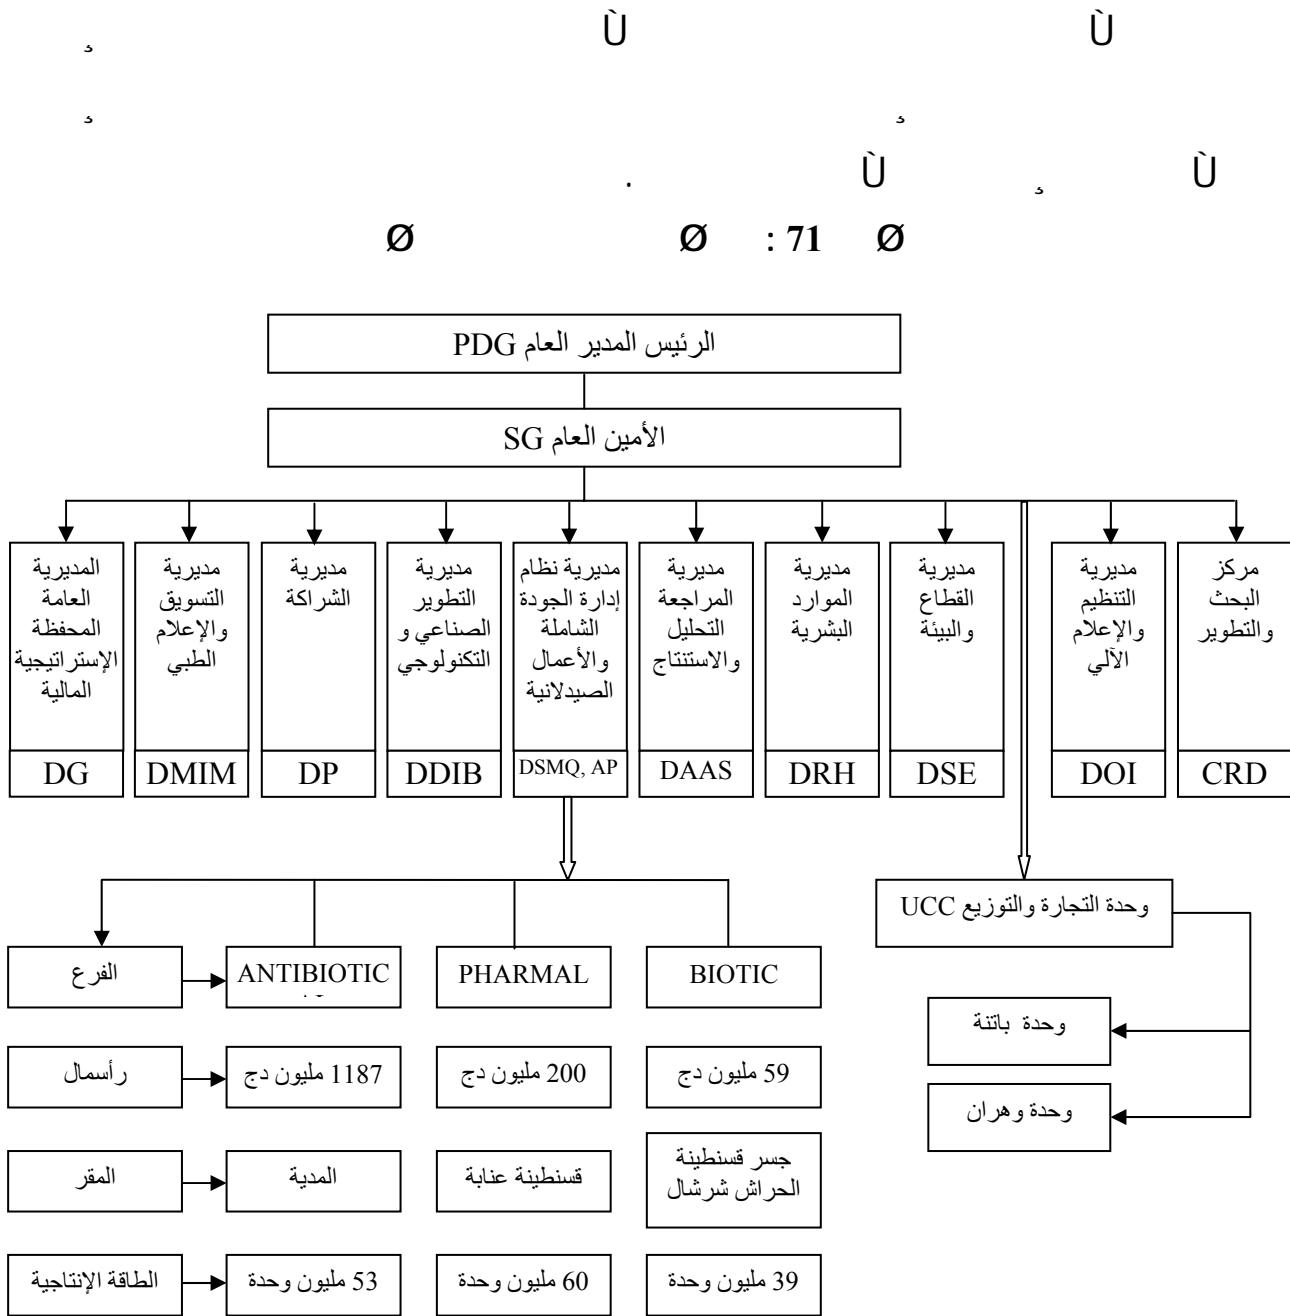 : 71
الرئيس المدير العام PDG
الأمين العام SG
مركز
البحث
والتطوير
CRD
مديرية
التنظيم
والإعلام
الآلي
DOI
مديرية
القطاع
والبيئة
DSE
مديرية
الموارد
البشرية
DRH
مديرية
المراجعة
التحليل
والاستنتاج
DAAS
مديرية نظام
إدارة الجودة
الشاملة
والأعمال
الصيدلانية
DSMQ, AP
مديرية
التطوير
الصناعي و
التكنولوجي
DDIB
مديرية
الشراكة
DP
مديرية
التسويق
والإعلام
الطبي
DMIM
المديرية
العامة
المحفظة
الإستراتيجية
المالية
DG
وحدة التجارة والتوزيع UCC
وحدة باتنة
وحدة وهران
الفرع
ANTIBIOTIC
PHARMAL
BIOTIC
رأسمال
1187 مليون دج
200 مليون دج
59 مليون دج
المقر
المدية
قسنطينة عنابة
جسر قسنطينة
الحراش شرشال
الطاقة الإنتاجية
53 مليون وحدة
60 مليون وحدة
39 مليون وحدة